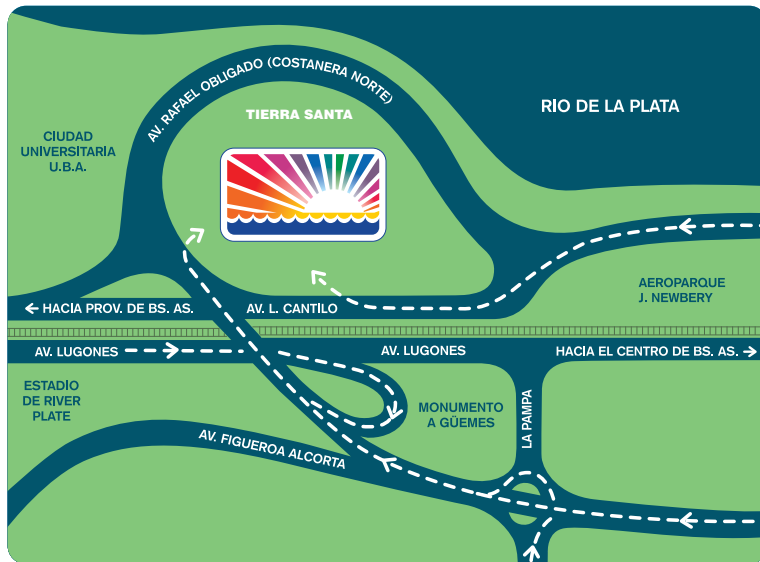 AV. RAFAEL OBLIGADO (COSTANERA NORTE)
TIERRA SANTA
RIO DE LA PLATA
CIUDAD
UNIVERSITARIA
U.B.A.
AEROPARQUE
J. NEWBERY
HACIA PROV. DE BS. AS.
AV. L. CANTILO
AV. LUGONES
AV. LUGONES
HACIA EL CENTRO DE BS. AS.
ESTADIO
DE RIVER
PLATE
MONUMENTO
A GÜEMES
LA PAMPA
AV. FIGUEROA ALCORTA